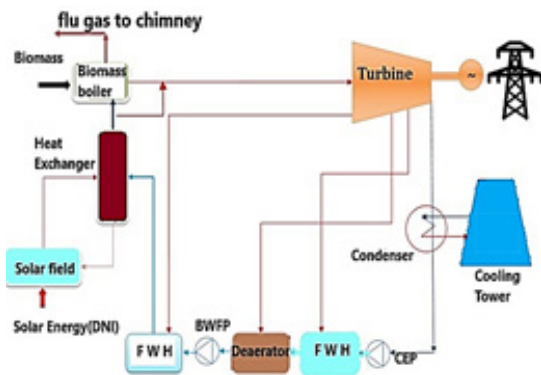 flu gas to chimney
Biomass
Biomass
boiler
Turbine
~
Heat
Exchanger
Condenser
Cooling
Tower
Solar field
Solar Energy(DNI)
BWFP
F W H
Deaerator
F W H
CEP